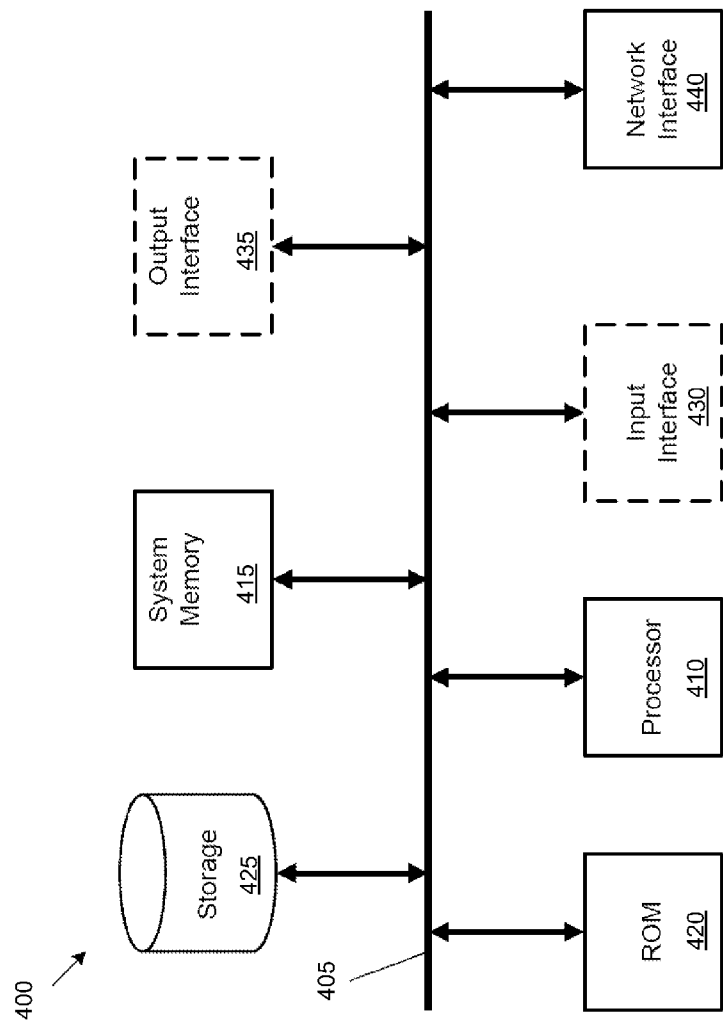 400
Storage
425
System
Memory
415
Output
Interface
435
405
ROM
420
Processor
410
Input
Interface
430
Network
Interface
440